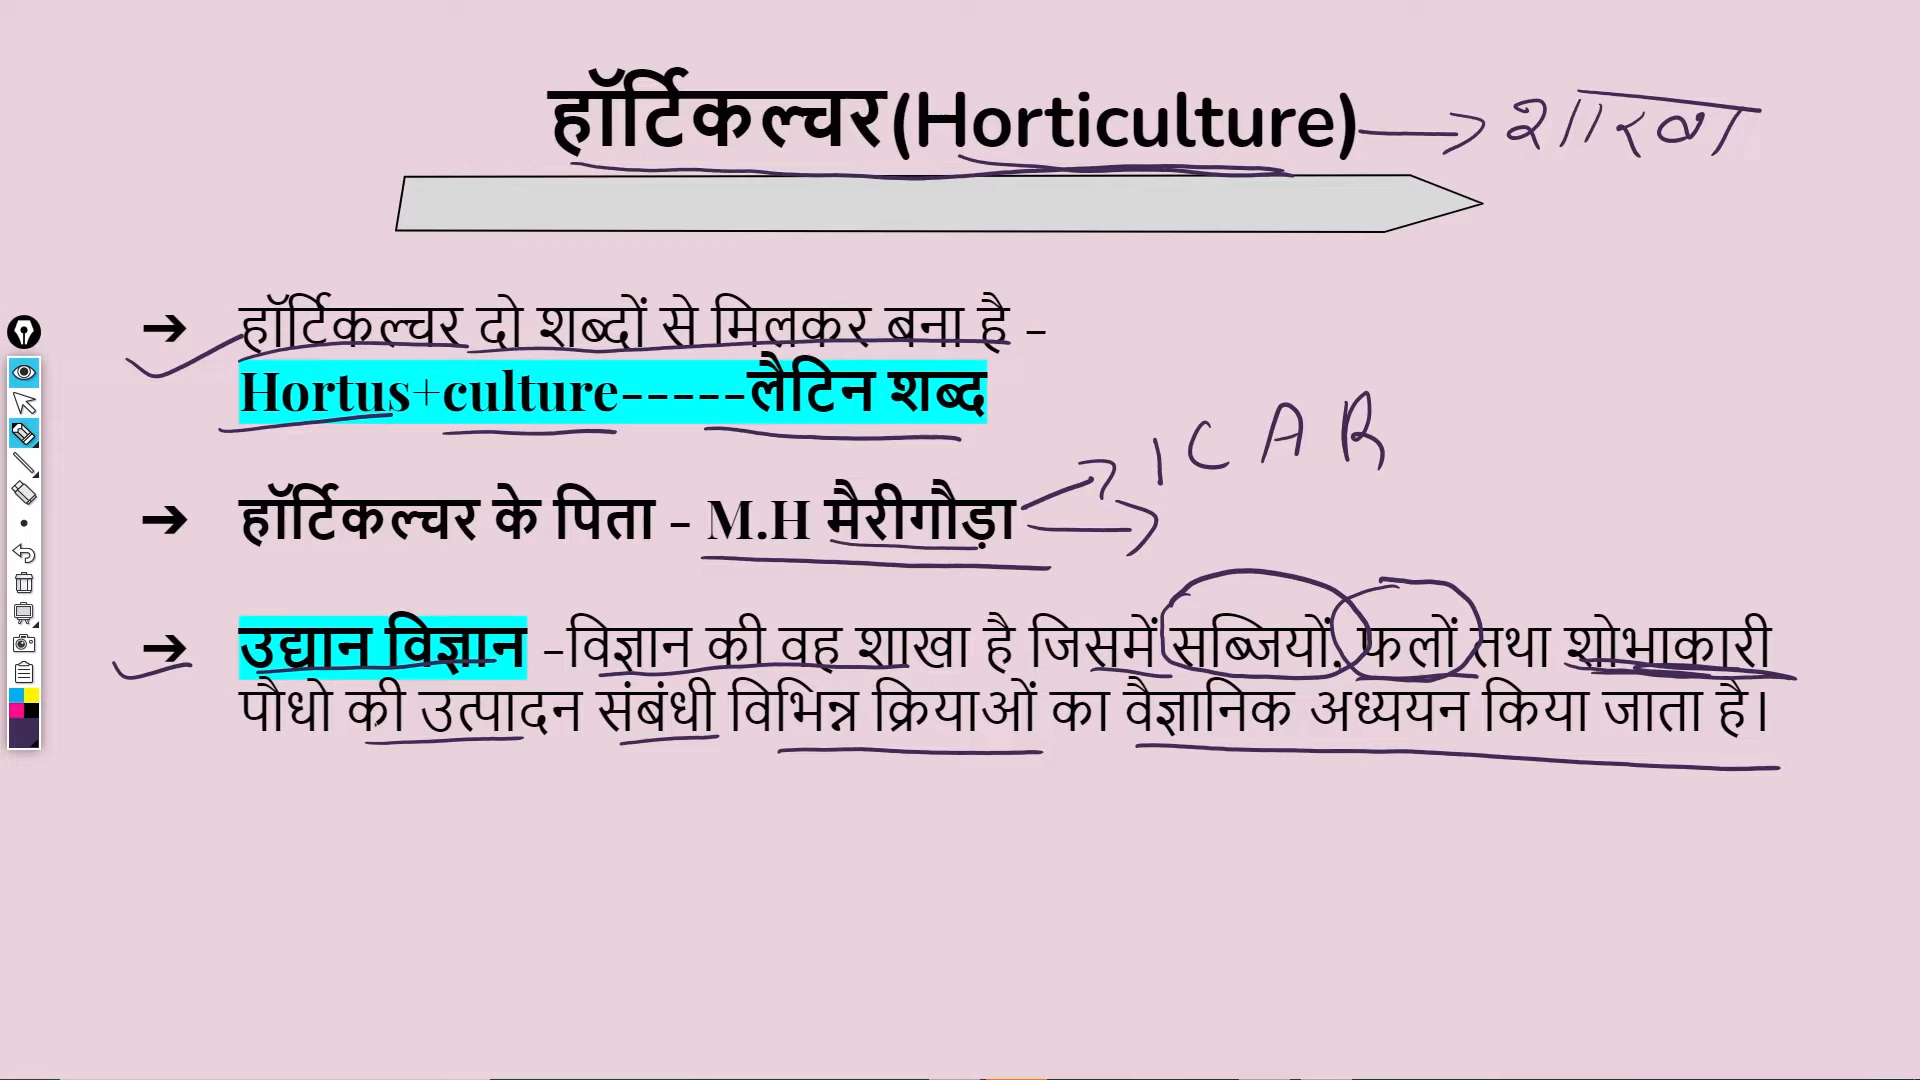 हॉर्टिकल्चर(Horticulture) शाखा
➔ हॉर्टिकल्चर दो शब्दों से मिलकर बना है –
Hortus+culture-----लैटिन शब्द
ICAR
➔ हॉर्टिकल्चर के पिता - M.H मैरीगौड़ा
➔ उद्यान विज्ञान -विज्ञान की वह शाखा है जिसमें सब्जियों, फलों तथा शोभाकारी
पौधो की उत्पादन संबंधी विभिन्न क्रियाओं का वैज्ञानिक अध्ययन किया जाता है।